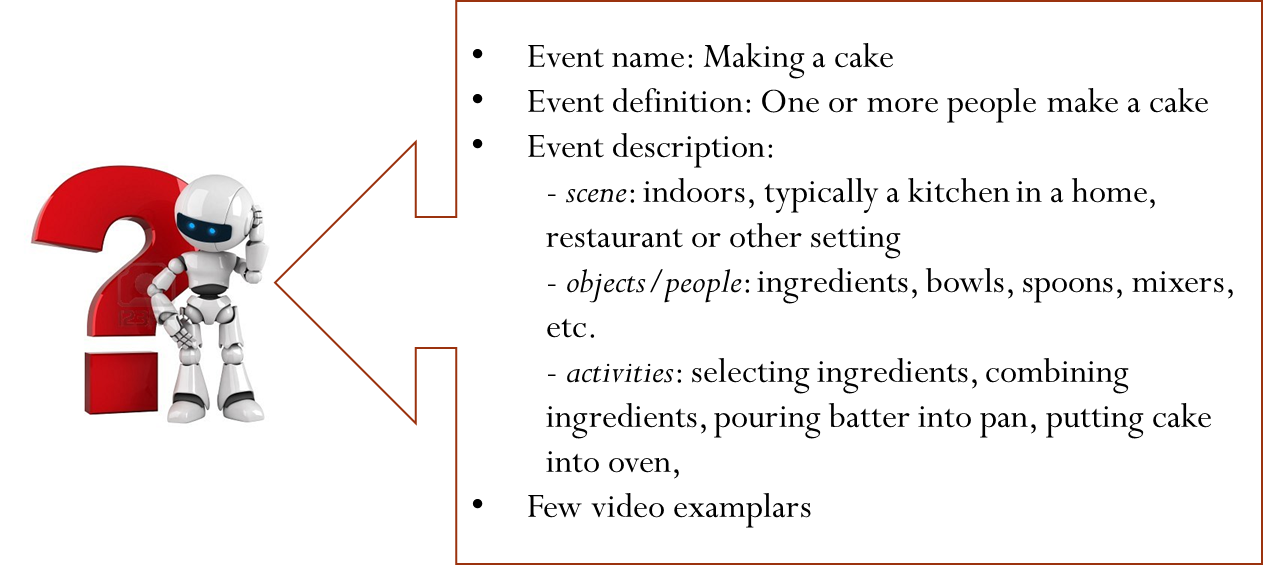 • Event name: Making a cake
• Event definition: One or more people make a cake
• Event description:
- scene: indoors, typically a kitchen in a home,
restaurant or other setting
- objects/people: ingredients, bowls, spoons, mixers,
etc.
- activities: selecting ingredients, combining
ingredients, pouring batter into pan, putting cake
into oven,
• Few video examplars